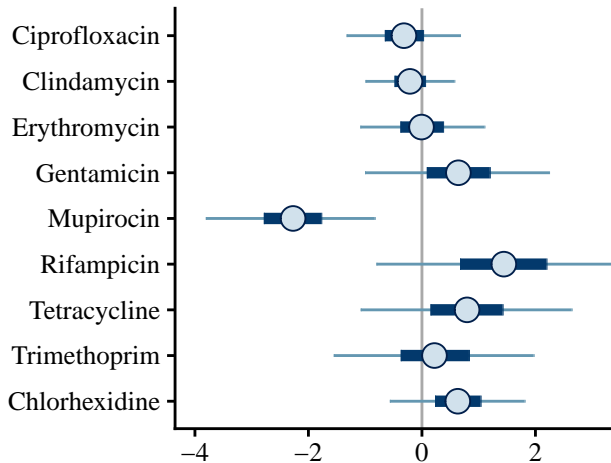 Ciprofloxacin
Clindamycin
Erythromycin
Gentamicin
Mupirocin
Rifampicin
Tetracycline
Trimethoprim
Chlorhexidine
−4 −2 0 2